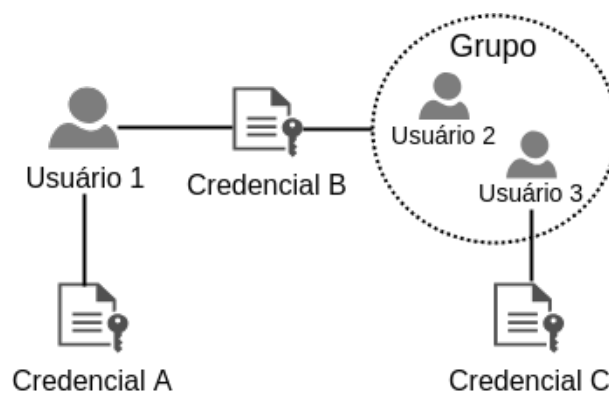 Grupo
Usuário 2
Usuário 1
Credencial B
Usuário 3
Credencial A
Credencial C